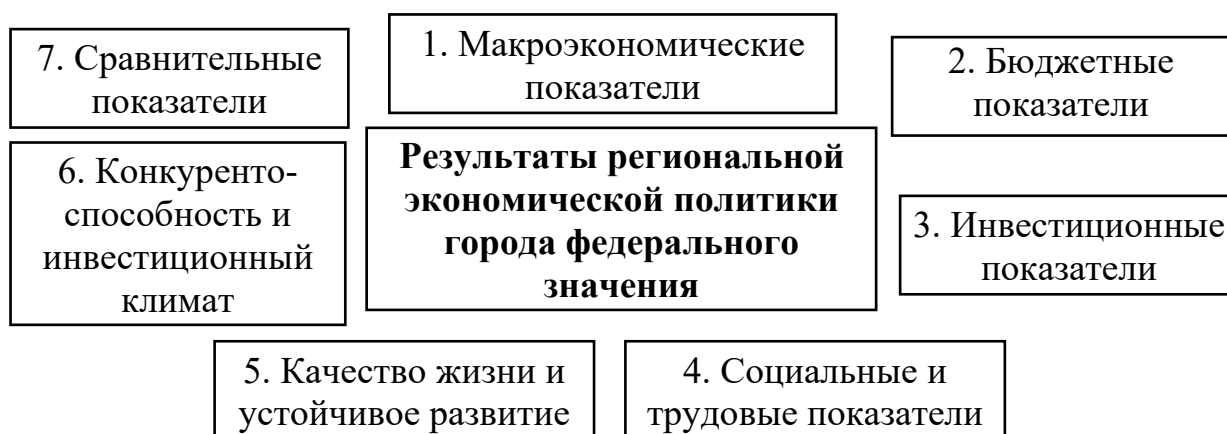 1. Макроэкономические
показатели
2. Бюджетные
показатели
3. Инвестиционные
показатели
4. Социальные и
трудовые показатели
5. Качество жизни и
устойчивое развитие
6. Конкуренто-
способность и
инвестиционный
климат
7. Сравнительные
показатели
Результаты региональной
экономической политики
города федерального
значения